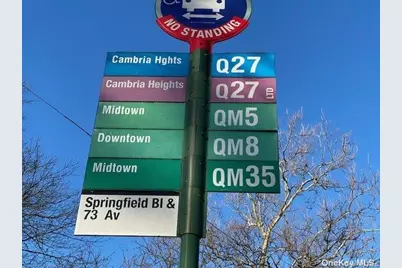 NO STANDING
Cambria Hghts Q27
Cambria Heights Q27 LTD
Midtown QM5
Downtown QM8
Midtown QM35
Springfield Bl &
73 Av
OneKey MLS